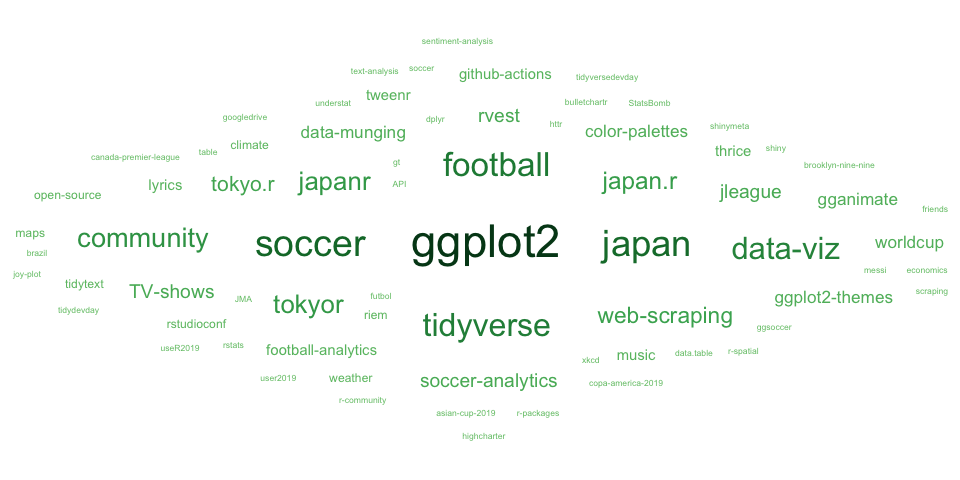 sentiment-analysis
text-analysis soccer github-actions tidyversedevday
understat tweenr bulletchartr StatsBomb
googledrive data-munging dplyr rvest httr color-palettes shinymeta
canada-premier-league table climate gt football thrice shiny brooklyn-nine-nine
open-source lyrics tokyo.r japanr API japan.r jleague gganimate friends
maps community soccer ggplot2 japan data-viz worldcup
brazil
joy-plot tidytext TV-shows JMA tokyor futbol messi economics
tidydevday riem web-scraping ggplot2-themes scraping
rstudioconf tidyverse ggsoccer
useR2019 rstats football-analytics xkcd music data.table r-spatial
user2019 weather soccer-analytics copa-america-2019
r-community
asian-cup-2019 r-packages
highcharter